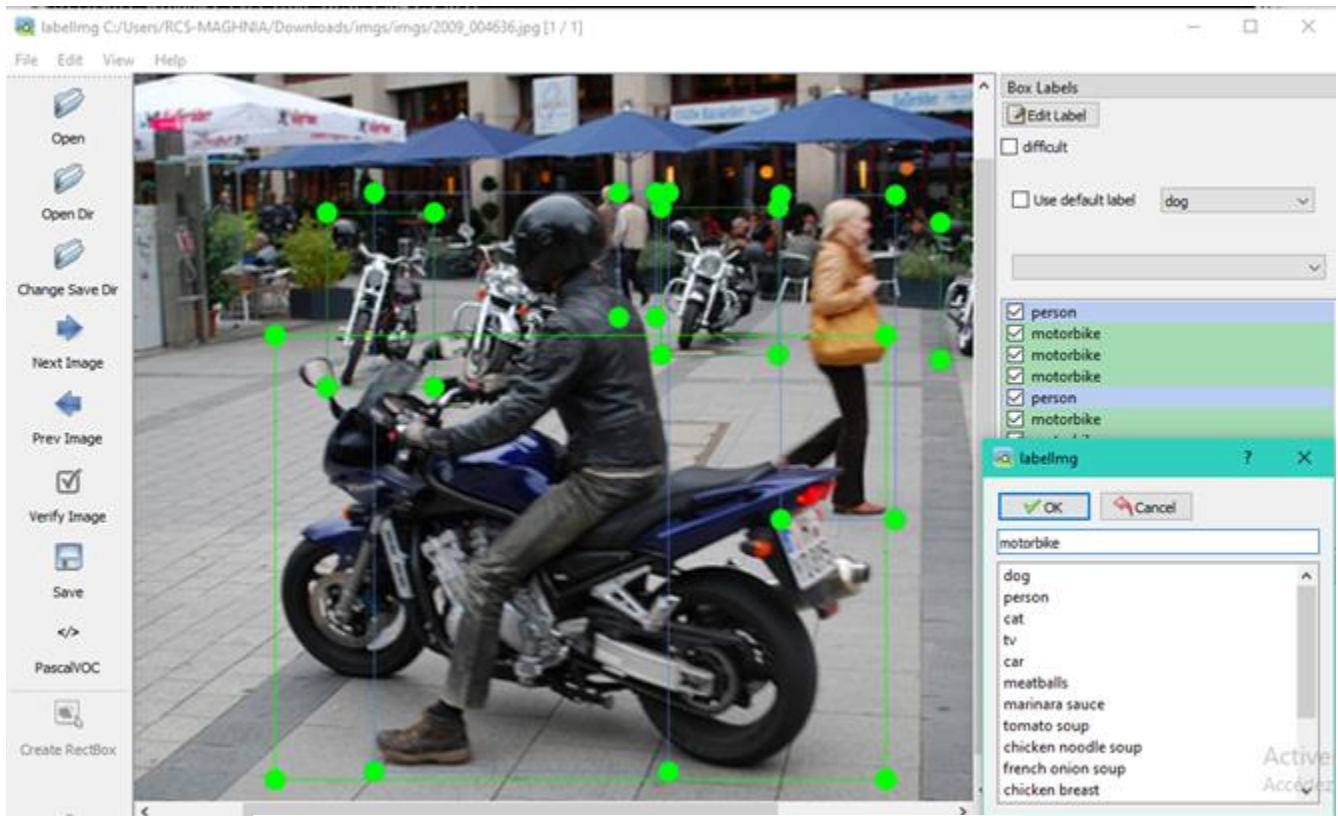 labelImg C:/Users/RCS-MAGHNIA/Downloads/imgs/imgs/2009_004636.jpg [1 / 1]
File Edit View Help
Open
Open Dir
Change Save Dir
Next Image
Prev Image
Verify Image
Save
</>
PascalVOC
Create RectBox
Box Labels
Edit Label
difficult
Use default label
dog
person
motorbike
motorbike
motorbike
person
motorbike
labelImg ? ×
OK Cancel
motorbike
dog
person
cat
tv
car
meatballs
marinara sauce
tomato soup
chicken noodle soup
french onion soup
chicken breast
Active
Accédez